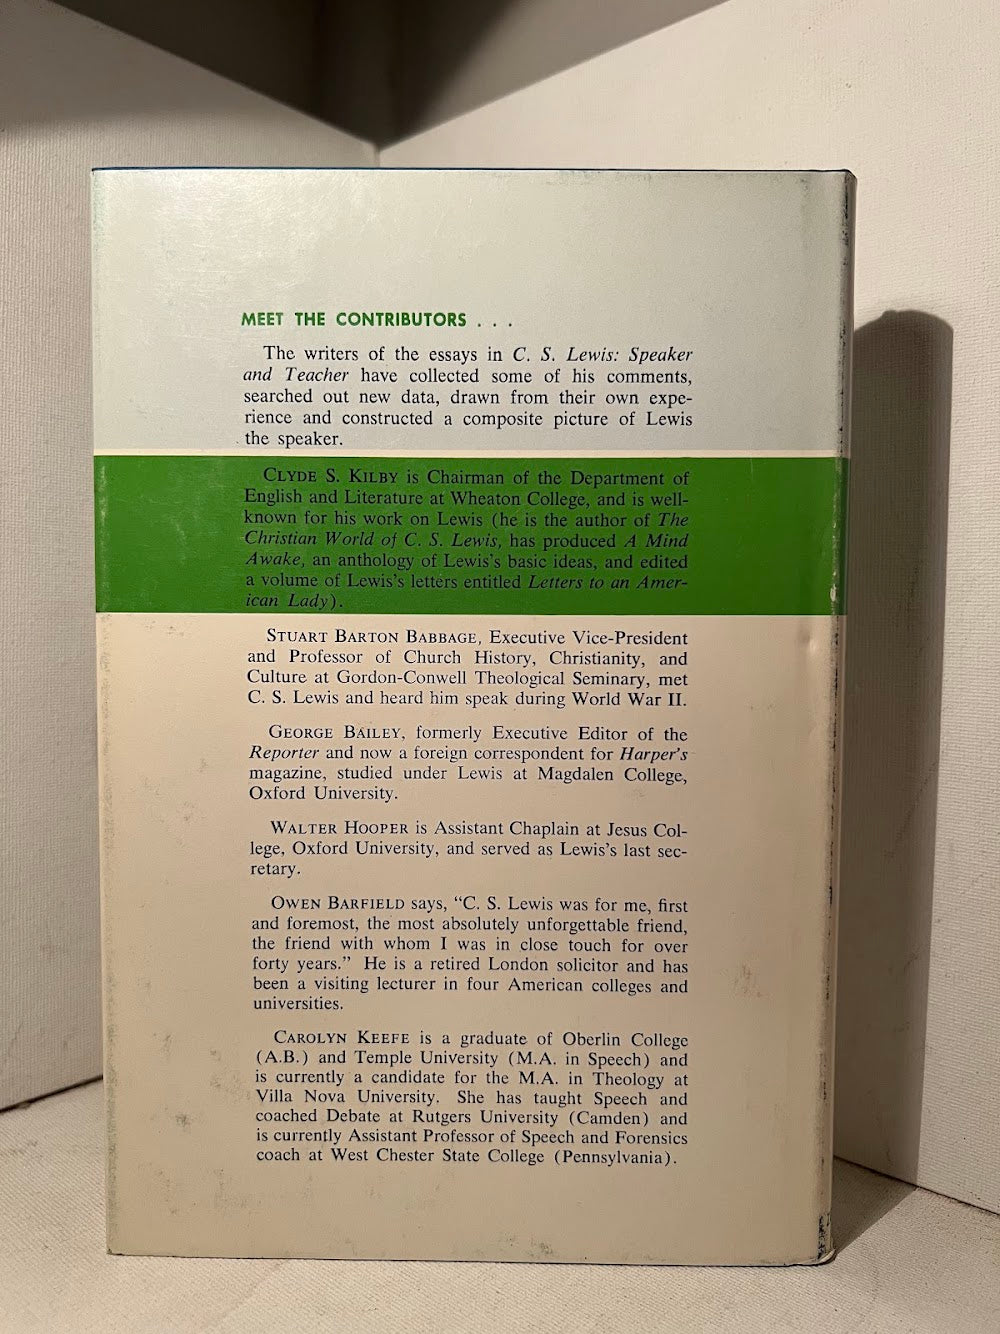 MEET THE CONTRIBUTORS . . .
The writers of the essays in C. S. Lewis: Speaker
and Teacher have collected some of his comments,
searched out new data, drawn from their own expe-
rience and constructed a composite picture of Lewis
the speaker.
CLYDE S. KILBY is Chairman of the Department of
English and Literature at Wheaton College, and is well-
known for his work on Lewis (he is the author of The
Christian World of C. S. Lewis, has produced A Mind
Awake, an anthology of Lewis's basic ideas, and edited
a volume of Lewis's letters entitled Letters to an Amer-
ican Lady).
STUART BARTON BABBAGE, Executive Vice-President
and Professor of Church History, Christianity, and
Culture at Gordon-Conwell Theological Seminary, met
C. S. Lewis and heard him speak during World War II.
GEORGE BAILEY, formerly Executive Editor of the
Reporter and now a foreign correspondent for Harper's
magazine, studied under Lewis at Magdalen College,
Oxford University.
WALTER HOOPER is Assistant Chaplain at Jesus Col-
lege, Oxford University, and served as Lewis's last sec-
retary.
OWEN BARFIELD says, "C. S. Lewis was for me, first
and foremost, the most absolutely unforgettable friend,
the friend with whom I was in close touch for over
forty years." He is a retired London solicitor and has
been a visiting lecturer in four American colleges and
universities.
CAROLYN KEEFE is a graduate of Oberlin College
(A.B.) and Temple University (M.A. in Speech) and
is currently a candidate for the M.A. in Theology at
Villa Nova University. She has taught Speech and
coached Debate at Rutgers University (Camden) and
is currently Assistant Professor of Speech and Forensics
coach at West Chester State College (Pennsylvania).